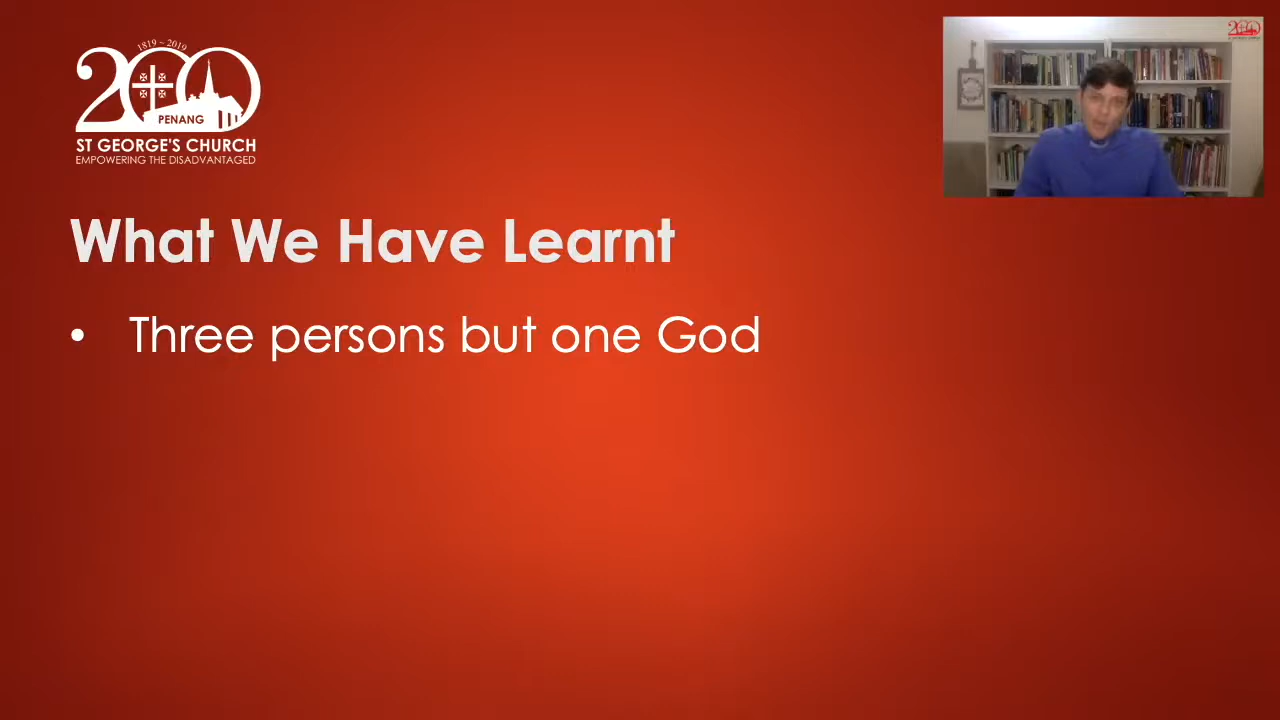 1819 ~ 2019
200
PENANG
ST GEORGE'S CHURCH
EMPOWERING THE DISADVANTAGED
What We Have Learnt
• Three persons but one God
200